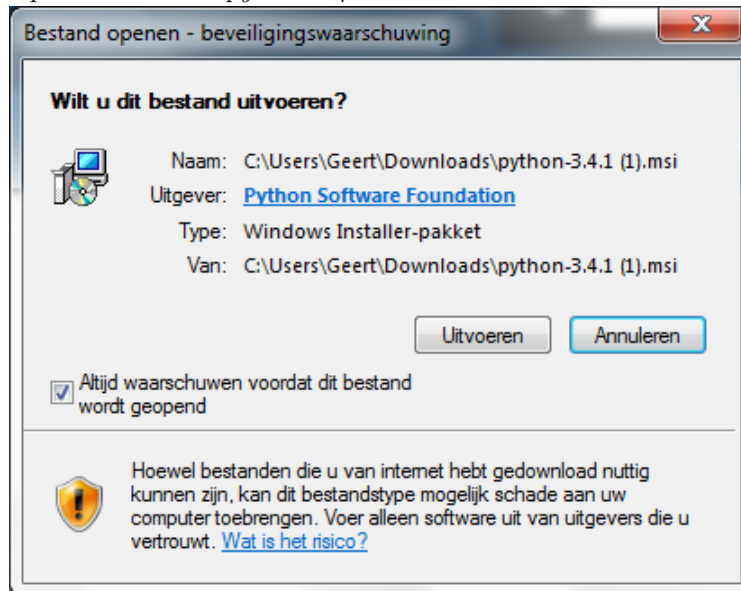 Bestand openen - beveiligingswaarschuwing
Wilt u dit bestand uitvoeren?
Naam: C:\Users\Geert\Downloads\python-3.4.1 (1).msi
Uitgever: Python Software Foundation
Type: Windows Installer-pakket
Van: C:\Users\Geert\Downloads\python-3.4.1 (1).msi
Uitvoeren Annuleren
Altijd waarschuwen voordat dit bestand
wordt geopend
Hoewel bestanden die u van internet hebt gedownload nuttig
kunnen zijn, kan dit bestandstype mogelijk schade aan uw
computer toebrengen. Voer alleen software uit van uitgevers die u
vertrouwt. Wat is het risico?